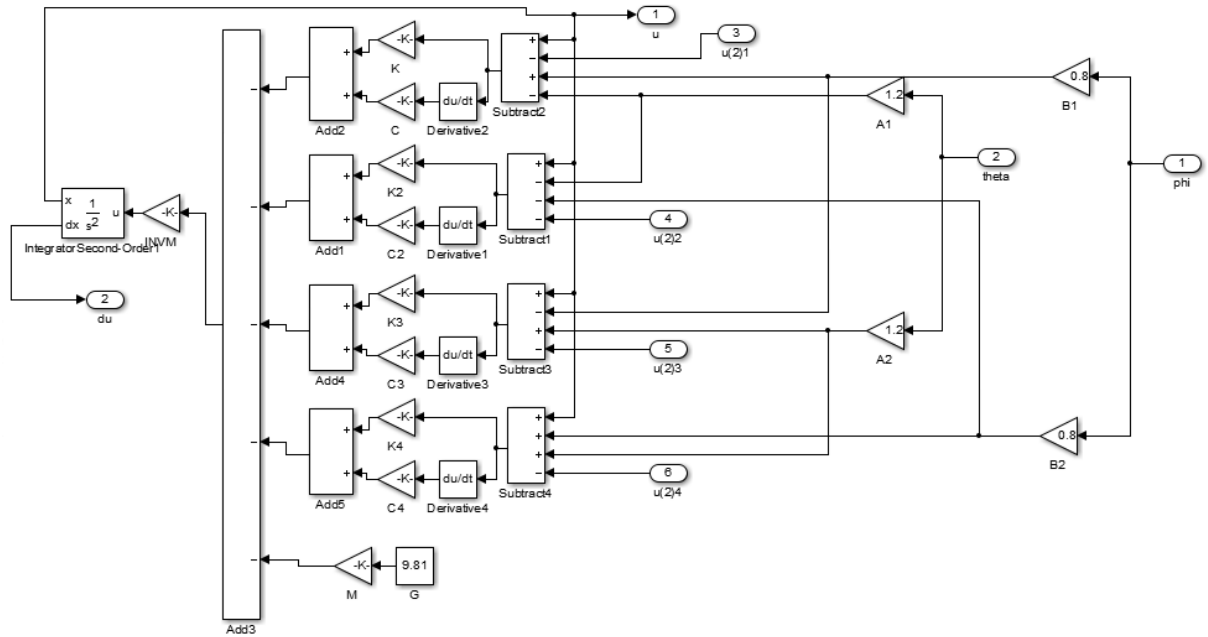 1
u
3
u(2)1
+
-K-
K
+
−
+
−
+
-K-
C
du/dt
Derivative2
Subtract2
Add2
−
0.8
B1
1.2
A1
2
theta
1
phi
+
-K-
K2
+
−
−
−
+
-K-
C2
du/dt
Derivative1
Subtract1
Add1
−
4
u(2)2
x
dx
1
s2
u
IntegratorSecond-Order1
-K-
INVM
2
du
+
-K-
K3
+
−
+
−
+
-K-
C3
du/dt
Derivative3
Subtract3
Add4
−
5
u(2)3
1.2
A2
+
-K-
K4
+
+
+
−
+
-K-
C4
du/dt
Derivative4
Subtract4
Add5
−
6
u(2)4
0.8
B2
−
-K-
M
9.81
G
Add3